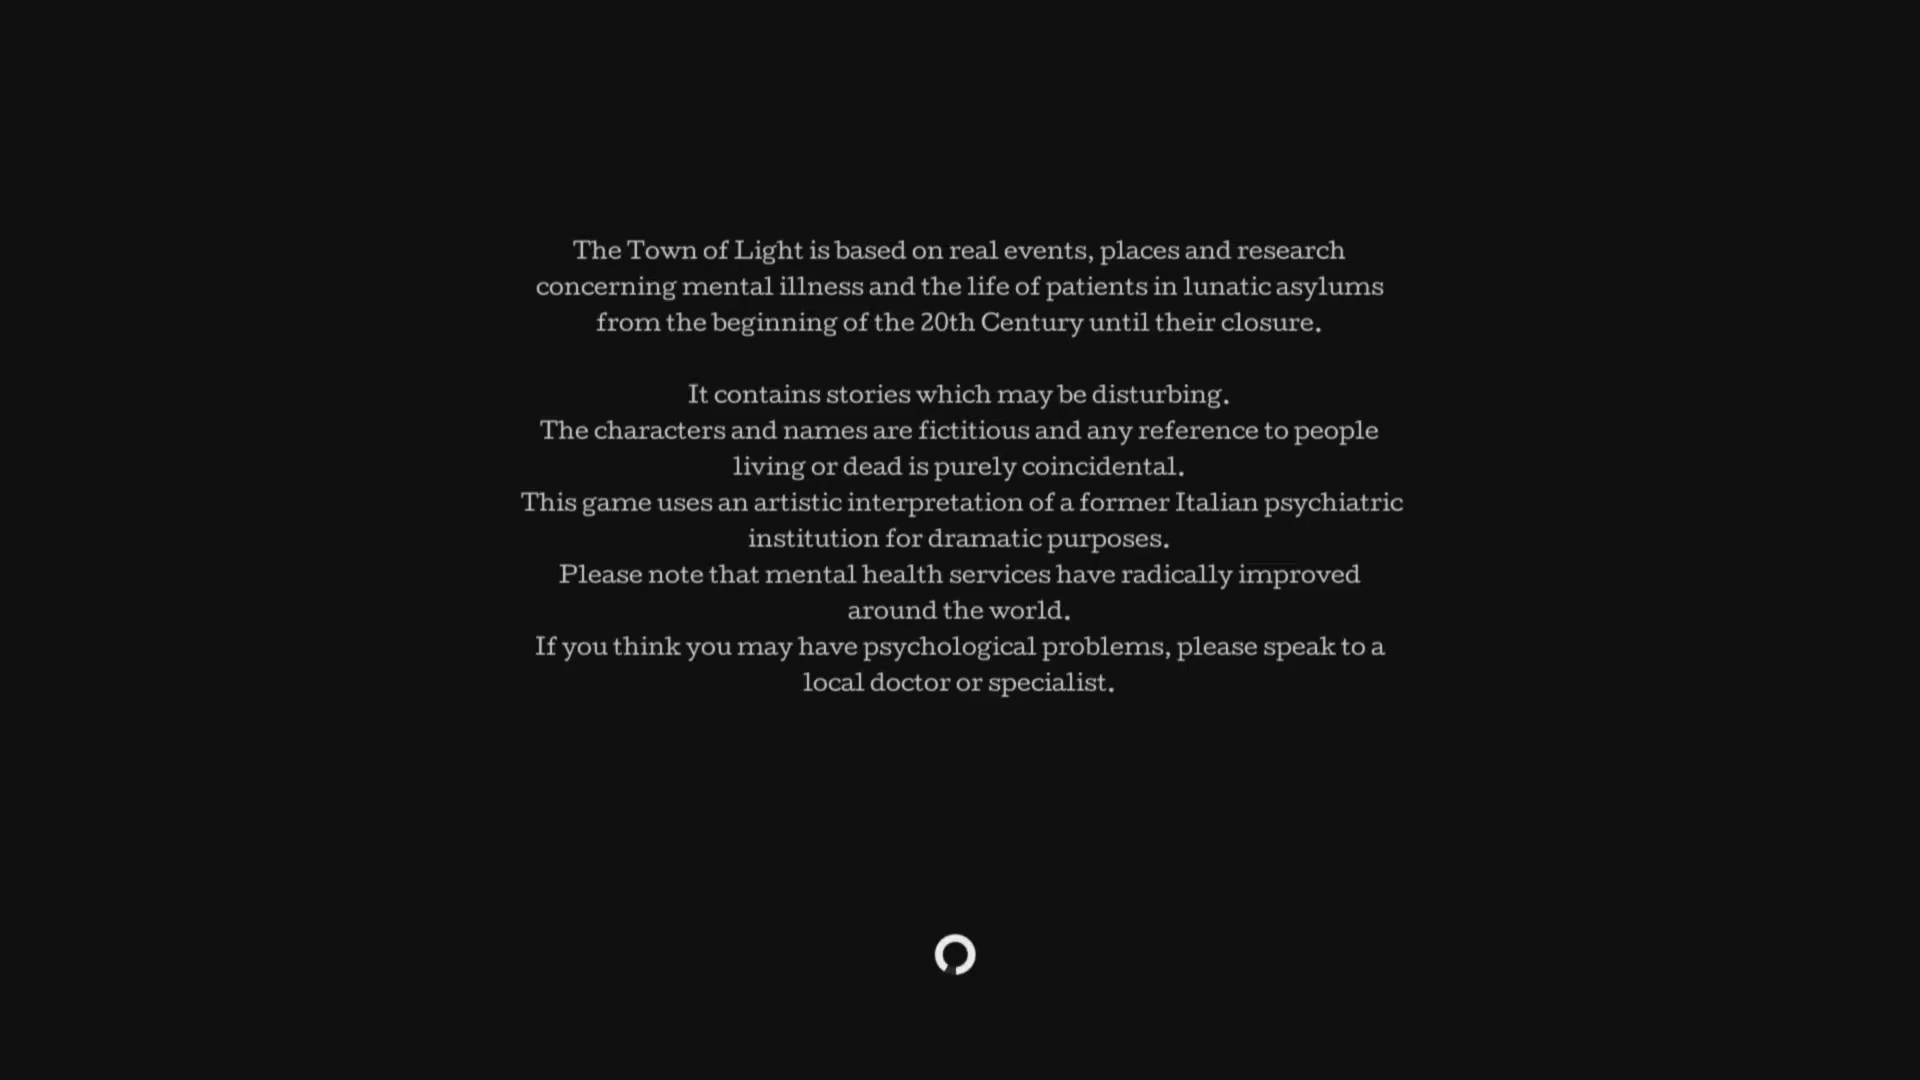 The Town of Light is based on real events, places and research
concerning mental illness and the life of patients in lunatic asylums
from the beginning of the 20th Century until their closure.
It contains stories which may be disturbing.
The characters and names are fictitious and any reference to people
living or dead is purely coincidental.
This game uses an artistic interpretation of a former Italian psychiatric
institution for dramatic purposes.
Please note that mental health services have radically improved
around the world.
If you think you may have psychological problems, please speak to a
local doctor or specialist.